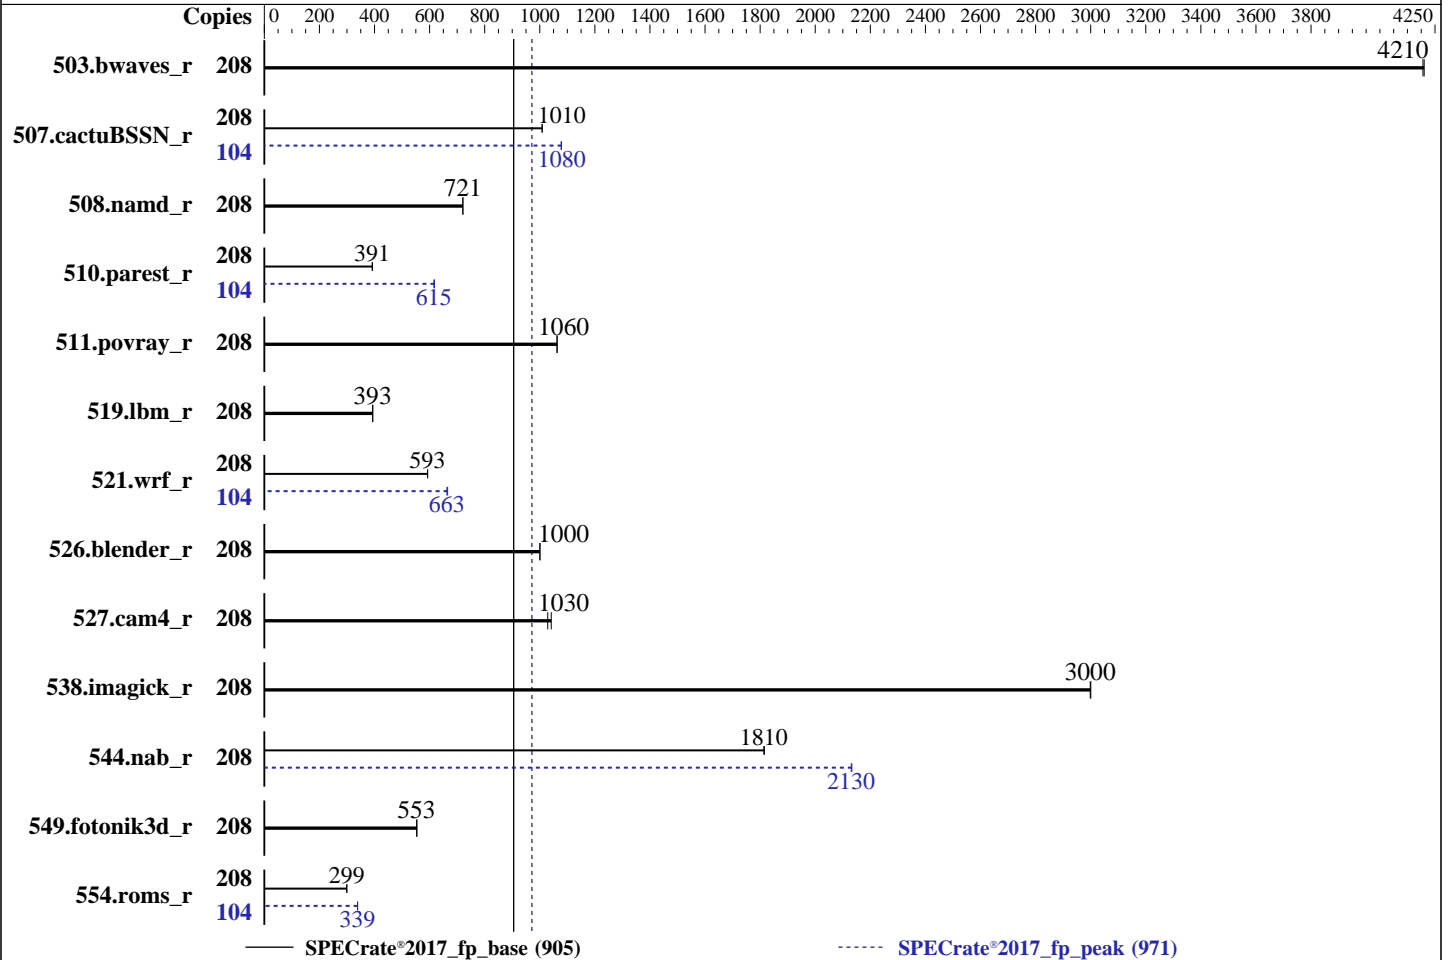 Copies 0 200 400 600 800 1000 1200 1400 1600 1800 2000 2200 2400 2600 2800 3000 3200 3400 3600 3800 4250
503.bwaves_r 208 4210
507.cactuBSSN_r 208 1010
104 1080
508.namd_r 208 721
510.parest_r 208 391
104 615
511.povray_r 208 1060
519.lbm_r 208 393
521.wrf_r 208 593
104 663
526.blender_r 208 1000
527.cam4_r 208 1030
538.imagick_r 208 3000
544.nab_r 208 1810
2130
549.fotonik3d_r 208 553
554.roms_r 208 299
104 339
SPECrate®2017_fp_base (905) SPECrate®2017_fp_peak (971)